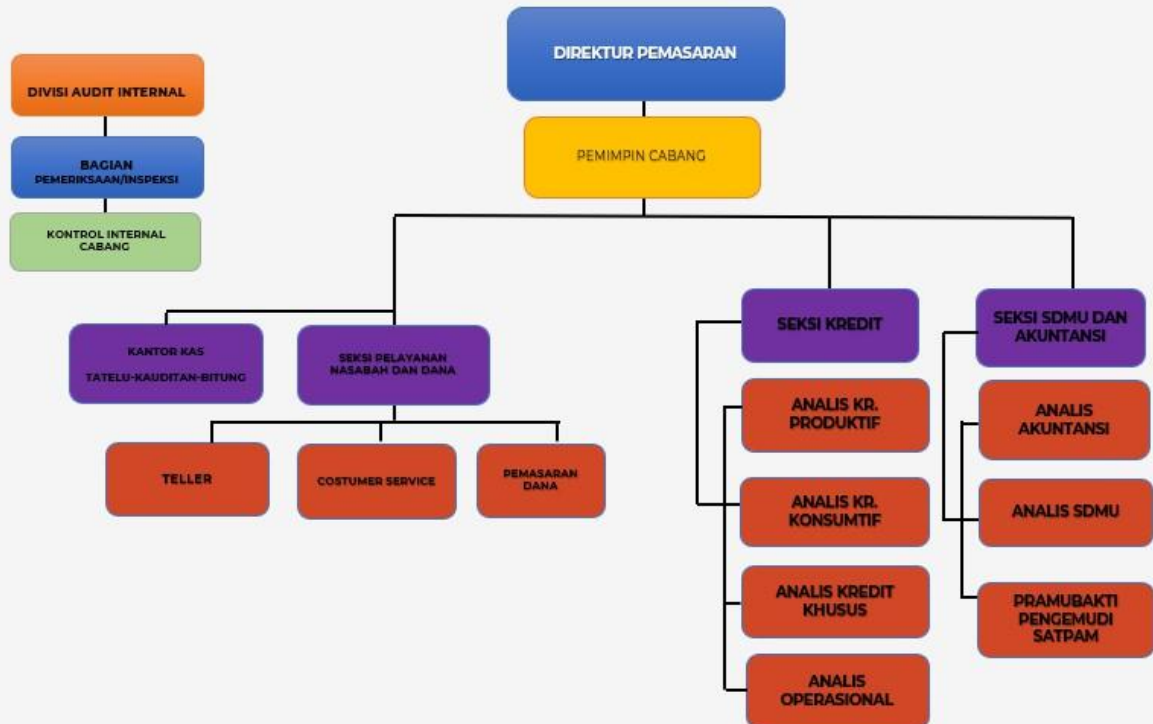 DIREKTUR PEMASARAN
DIVISI AUDIT INTERNAL
PEMIMPIN CABANG
BAGIAN
PEMERIKSAAN/INSPEKSI
KONTROL INTERNAL
CABANG
KANTOR KAS
TATELU-KAUDITAN-BITUNG
SEKSI PELAYANAN
NASABAH DAN DANA
SEKSI KREDIT
SEKSI SDMU DAN
AKUNTANSI
TELLER
COSTUMER SERVICE
PEMASARAN
DANA
ANALIS KR.
PRODUKTIF
ANALIS KR.
KONSUMTIF
ANALIS KREDIT
KHUSUS
ANALIS
OPERASIONAL
ANALIS
AKUNTANSI
ANALIS SDMU
PRAMUBAKTI
PENGEMUDI
SATPAM